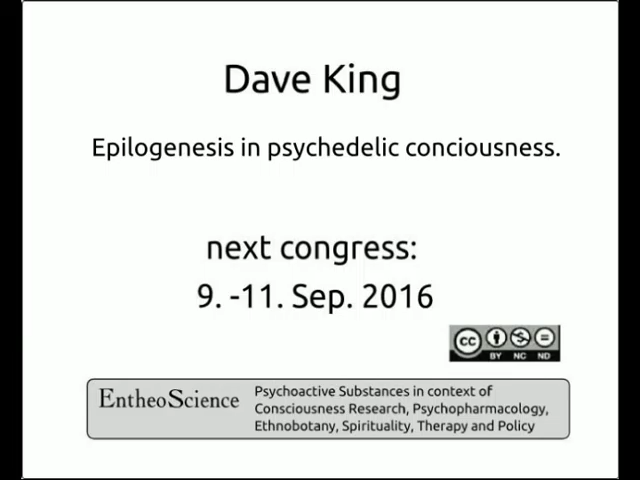 Dave King
Epilogenesis in psychedelic conciousness.
next congress:
9. -11. Sep. 2016
cc
BY NC ND
EntheoScience
Psychoactive Substances in context of
Consciousness Research, Psychopharmacology,
Ethnobotany, Spirituality, Therapy and Policy